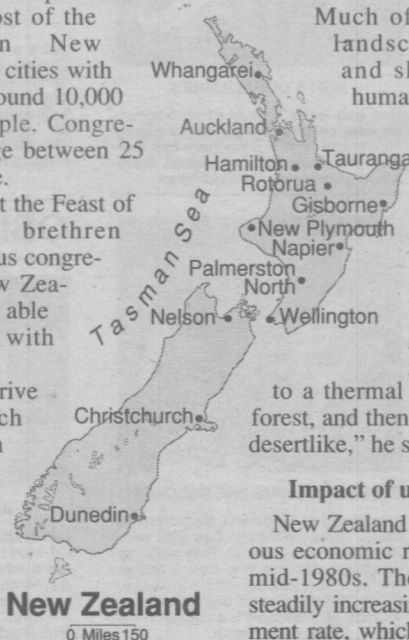 ost of the
n New
cities with
ound 10,000
ple. Congre-
ge between 25
e.
t the Feast of
brethren
us congre-
w Zea-
able
with
rive
ch
n
Whangarei
Auckland
Hamilton
Tauranga
Rotorua
Gisborne
New Plymouth
Napier
Palmerston
North
Tasman Sea
Nelson
Wellington
Christchurch
Dunedin
New Zealand
0 Miles 150
Much of
landsc
and sh
huma
to a thermal
forest, and then
desertlike," he s
Impact of u
New Zealand
ous economic r
mid-1980s. The
steadily increasi
ment rate, whic